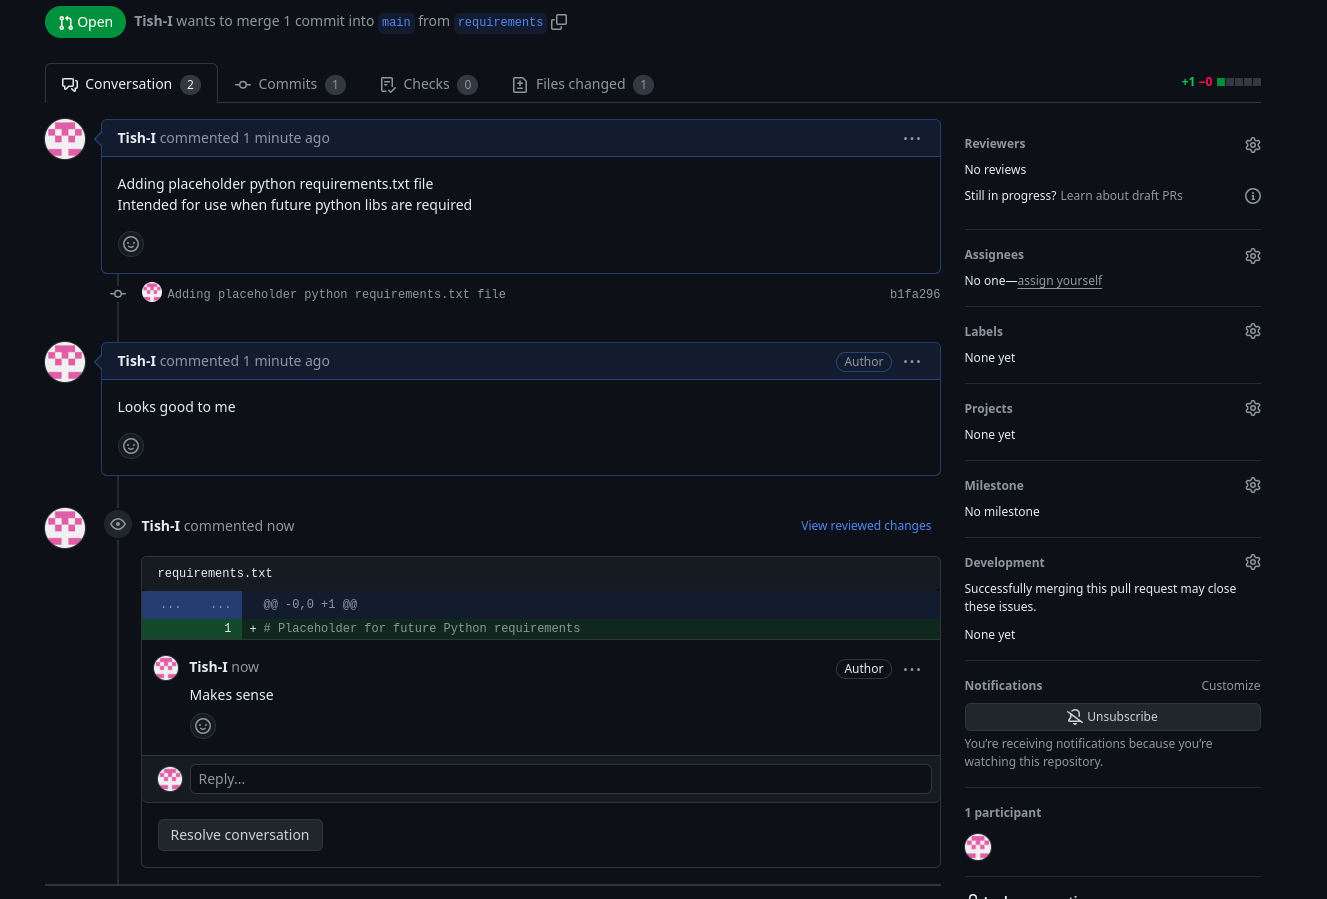 Open Tish-I wants to merge 1 commit into main from requirements
Conversation 2 Commits 1 Checks 0 Files changed 1 +1 −0
Tish-I commented 1 minute ago
Adding placeholder python requirements.txt file
Intended for use when future python libs are required
Adding placeholder python requirements.txt file b1fa296
Tish-I commented 1 minute ago Author
Looks good to me
Tish-I commented now View reviewed changes
requirements.txt
... ... @@ -0,0 +1 @@
1 + # Placeholder for future Python requirements
Tish-I now Author
Makes sense
Reply...
Resolve conversation
Reviewers
No reviews
Still in progress? Learn about draft PRs
Assignees
No one—assign yourself
Labels
None yet
Projects
None yet
Milestone
No milestone
Development
Successfully merging this pull request may close
these issues.
None yet
Notifications Customize
Unsubscribe
You’re receiving notifications because you’re
watching this repository.
1 participant